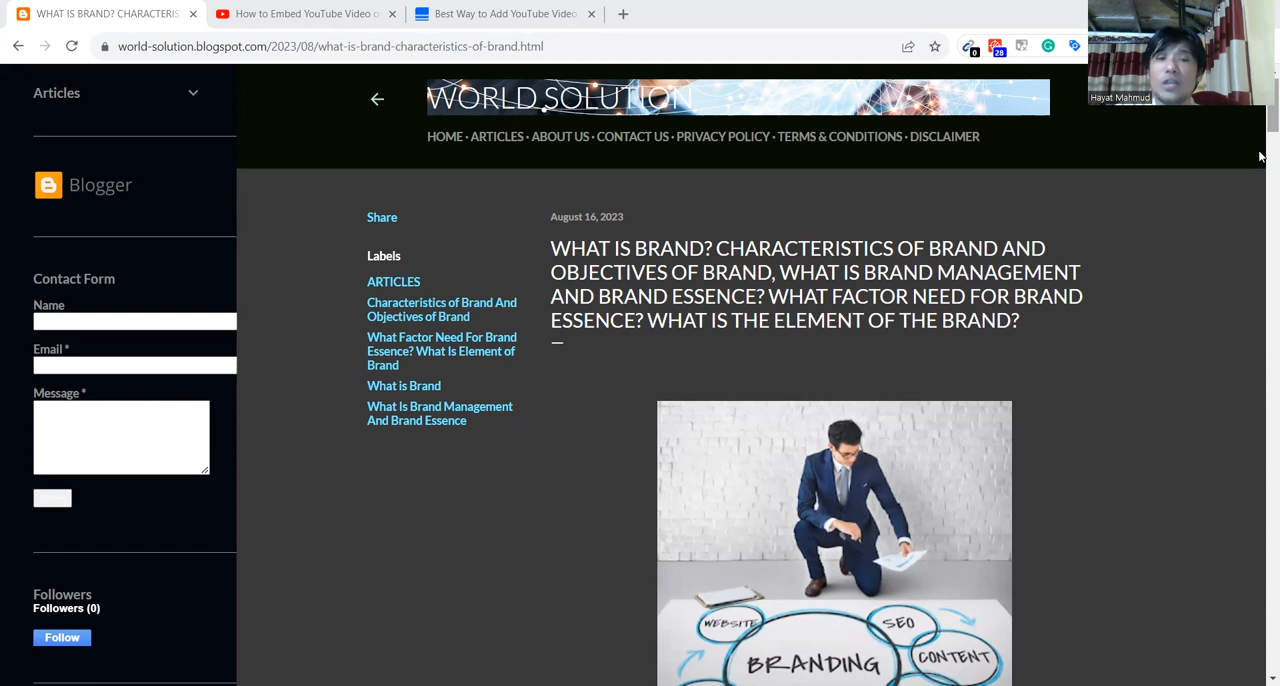 WHAT IS BRAND? CHARACTERIS
How to Embed YouTube Video o
Best Way to Add YouTube Video
world-solution.blogspot.com/2023/08/what-is-brand-characteristics-of-brand.html
0
28
Hayat Mahmud
Articles
Blogger
Contact Form
Name
Email *
Message *
Followers
Followers (0)
Follow
WORLD SOLUTION
HOME · ARTICLES · ABOUT US · CONTACT US · PRIVACY POLICY · TERMS & CONDITIONS · DISCLAIMER
Share
Labels
ARTICLES
Characteristics of Brand And
Objectives of Brand
What Factor Need For Brand
Essence? What Is Element of
Brand
What is Brand
What Is Brand Management
And Brand Essence
August 16, 2023
WHAT IS BRAND? CHARACTERISTICS OF BRAND AND
OBJECTIVES OF BRAND, WHAT IS BRAND MANAGEMENT
AND BRAND ESSENCE? WHAT FACTOR NEED FOR BRAND
ESSENCE? WHAT IS THE ELEMENT OF THE BRAND?
WEBSITE
SEO
BRANDING
CONTENT